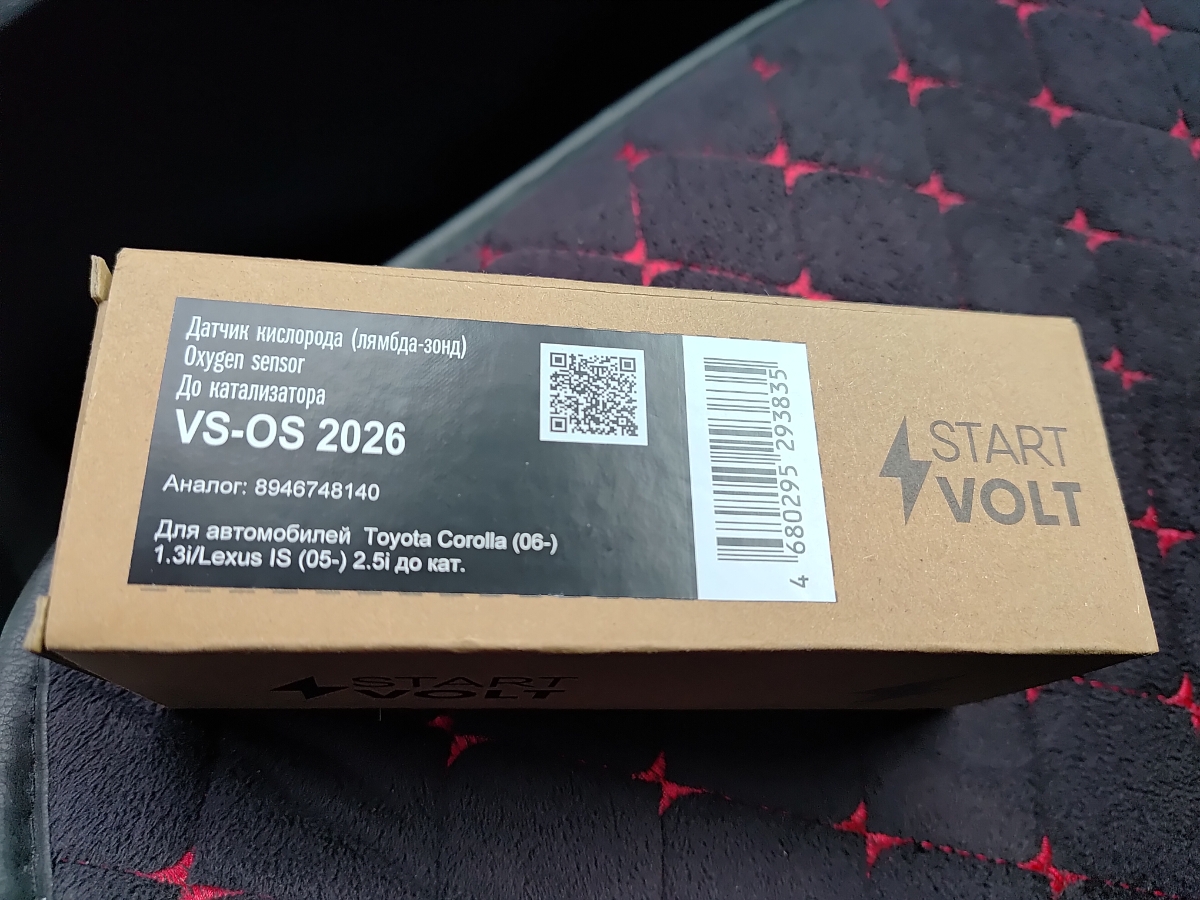 Датчик кислорода (лямбда-зонд)
Oxygen sensor
До катализатора
VS-OS 2026
Аналог: 8946748140
Для автомобилей Toyota Corolla (06-)
1.3i/Lexus IS (05-) 2.5i до кат.
4 680295 293835
START
VOLT
START
VOLT